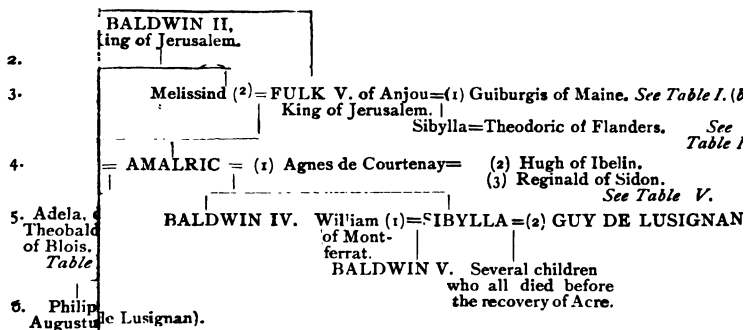 BALDWIN II,
ing of Jerusalem.
2.
3. Melissind (2)=FULK V. of Anjou=(1) Guiburgis of Maine. See Table I. (b
King of Jerusalem.
Sibylla=Theodoric of Flanders. See
Table
4. = AMALRIC = (1) Agnes de Courtenay= (2) Hugh of Ibelin.
(3) Reginald of Sidon.
See Table V.
5. Adela, BALDWIN IV. William (1)=SIBYLLA=(2) GUY DE LUSIGNAN
Theobald of Mont-
of Blois. ferrat.
Table BALDWIN V. Several children
who all died before
6. Philip the recovery of Acre.
Augustu de Lusignan).